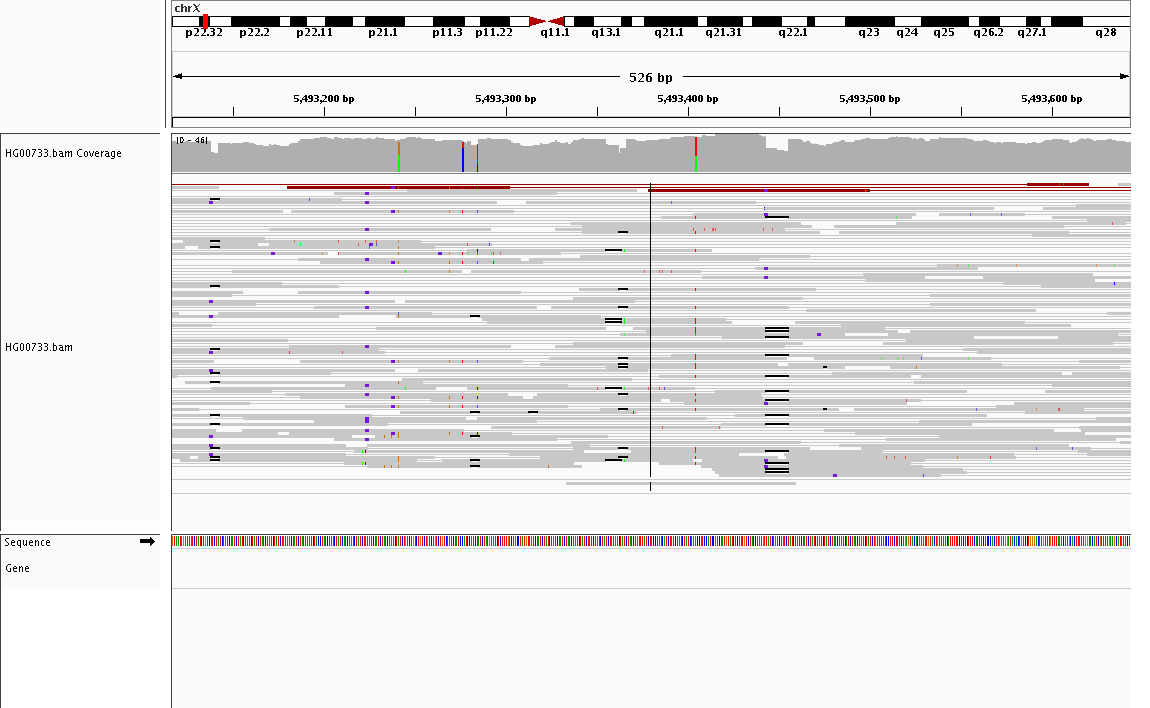 chrX
p22.32 p22.2 p22.11 p21.1 p11.3 p11.22 q11.1 q13.1 q21.1 q21.31 q22.1 q23 q24 q25 q26.2 q27.1 q28
526 bp
5,493,200 bp 5,493,300 bp 5,493,400 bp 5,493,500 bp 5,493,600 bp
HG00733.bam Coverage
[0 - 46]
HG00733.bam
Sequence
Gene